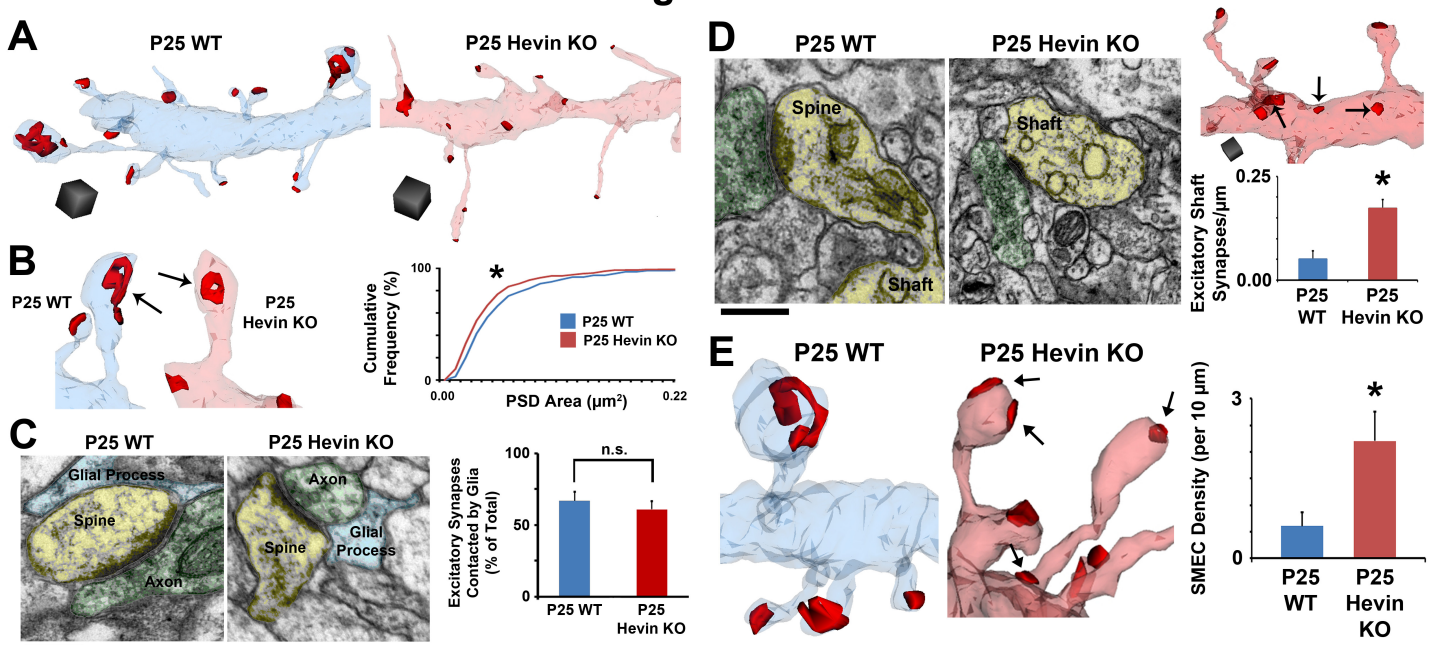 A
P25 WT
P25 Hevin KO
B
P25 WT
P25
Hevin KO
Cumulative
Frequency (%)
100
0
0.00
0.22
PSD Area (µm²)
*
P25 WT
P25 Hevin KO
C
P25 WT
P25 Hevin KO
Glial Process
Spine
Axon
Axon
Spine
Glial
Process
Excitatory Synapses
Contacted by Glia
(% of Total)
100
50
0
n.s.
P25 WT
P25
Hevin KO
D
P25 WT
P25 Hevin KO
Spine
Shaft
Shaft
Excitatory Shaft
Synapses/µm
0.25
0.00
*
P25
WT
P25
Hevin KO
E
P25 WT
P25 Hevin KO
SMEC Density (per 10 µm)
3
0
*
P25
WT
P25
Hevin
KO